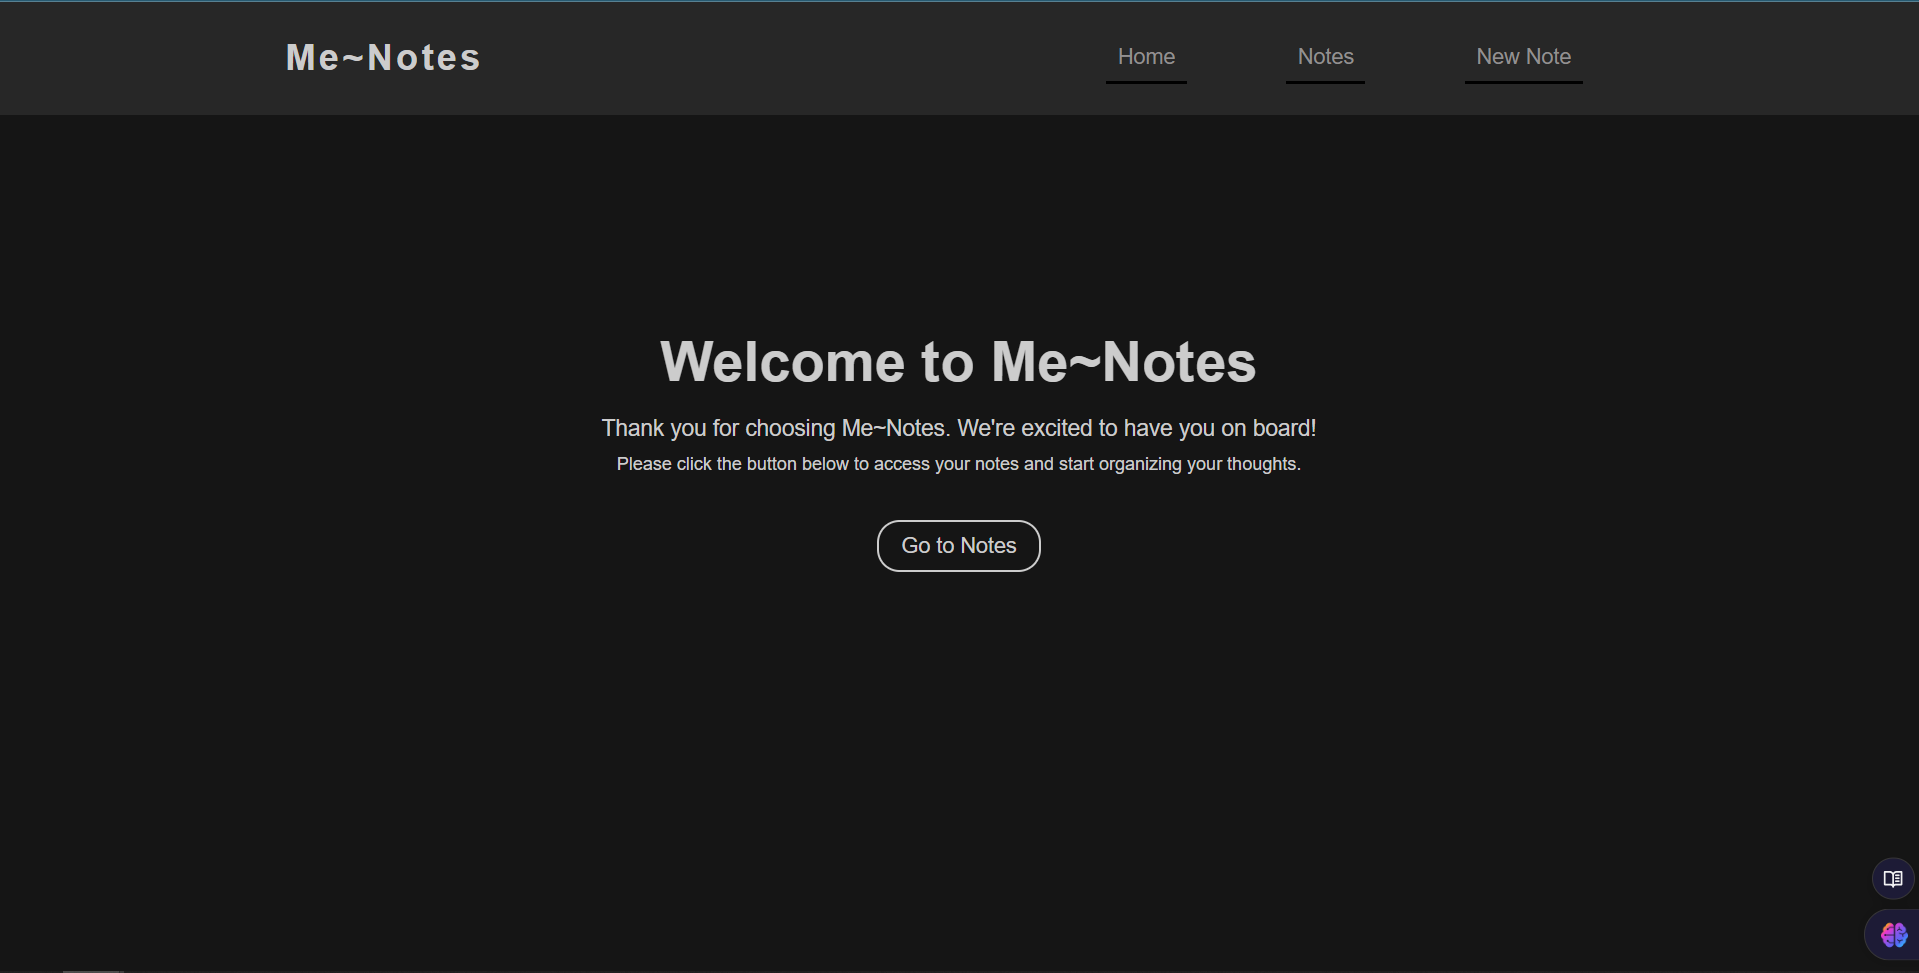 Me~Notes
Home
Notes
New Note
Welcome to Me~Notes
Thank you for choosing Me~Notes. We're excited to have you on board!
Please click the button below to access your notes and start organizing your thoughts.
Go to Notes